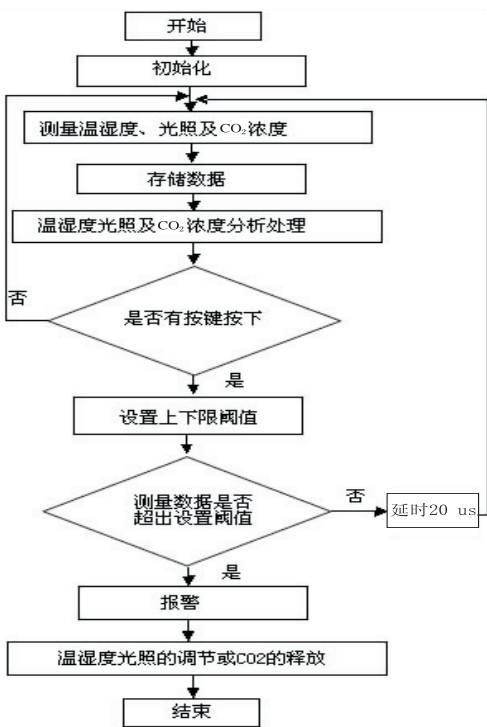 开始
初始化
测量温湿度、光照及CO₂浓度
存储数据
温湿度光照及CO₂浓度分析处理
否
是否有按键按下
是
设置上下限阈值
测量数据是否
超出设置阈值
否
延时20 us
是
报警
温湿度光照的调节或CO2的释放
结束